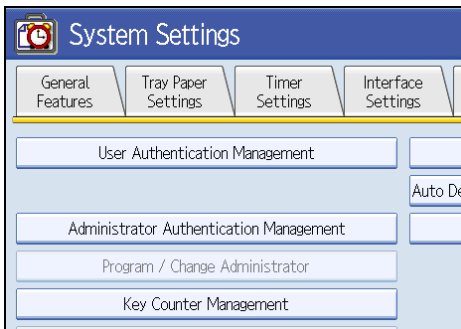 System Settings
General Features
Tray Paper Settings
Timer Settings
Interface Settings
User Authentication Management
Auto De
Administrator Authentication Management
Program / Change Administrator
Key Counter Management